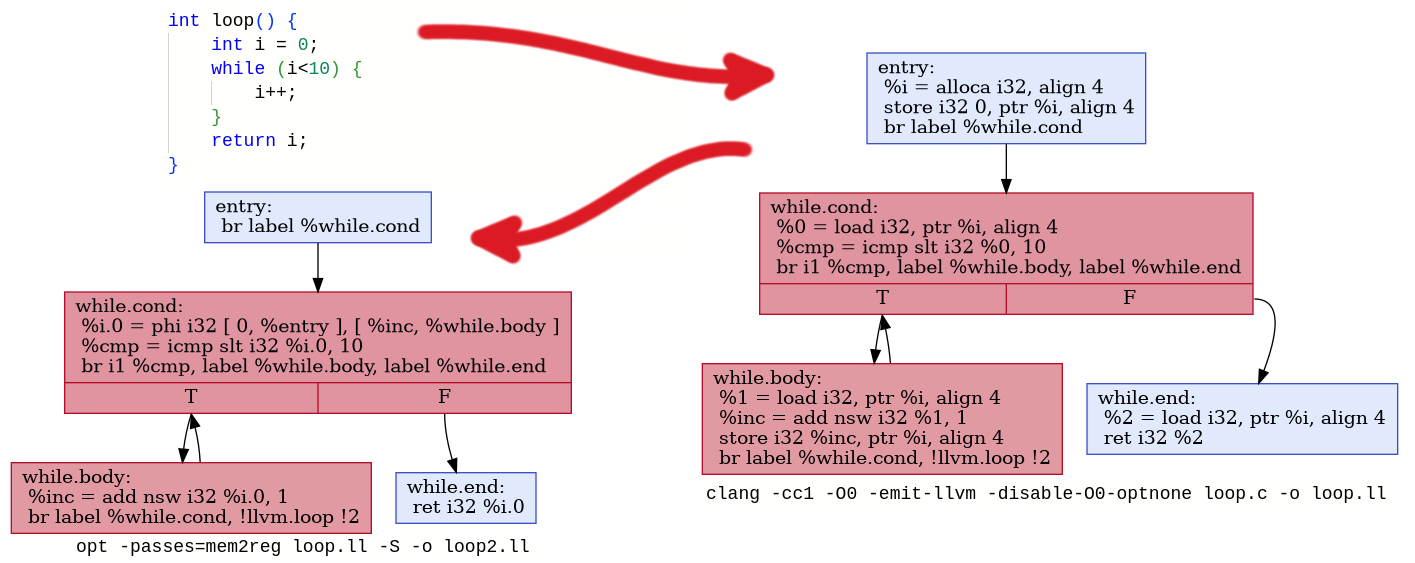 int loop() {
    int i = 0;
    while (i<10) {
        i++;
    }
    return i;
}
entry:
 %i = alloca i32, align 4
 store i32 0, ptr %i, align 4
 br label %while.cond
while.cond:
 %0 = load i32, ptr %i, align 4
 %cmp = icmp slt i32 %0, 10
 br i1 %cmp, label %while.body, label %while.end
T F
while.body:
 %1 = load i32, ptr %i, align 4
 %inc = add nsw i32 %1, 1
 store i32 %inc, ptr %i, align 4
 br label %while.cond, !llvm.loop !2
while.end:
 %2 = load i32, ptr %i, align 4
 ret i32 %2
clang -cc1 -O0 -emit-llvm -disable-O0-optnone loop.c -o loop.ll
entry:
 br label %while.cond
while.cond:
 %i.0 = phi i32 [ 0, %entry ], [ %inc, %while.body ]
 %cmp = icmp slt i32 %i.0, 10
 br i1 %cmp, label %while.body, label %while.end
T F
while.body:
 %inc = add nsw i32 %i.0, 1
 br label %while.cond, !llvm.loop !2
while.end:
 ret i32 %i.0
opt -passes=mem2reg loop.ll -S -o loop2.ll